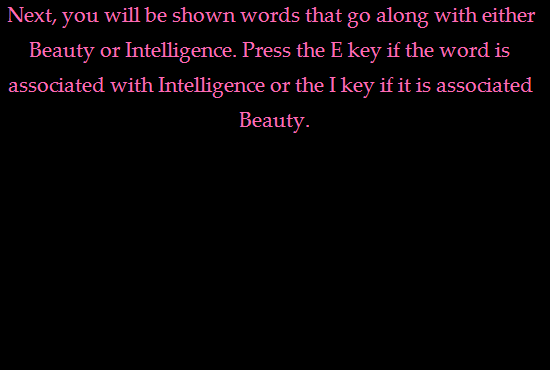 Next, you will be shown words that go along with either
Beauty or Intelligence. Press the E key if the word is
associated with Intelligence or the I key if it is associated
Beauty.